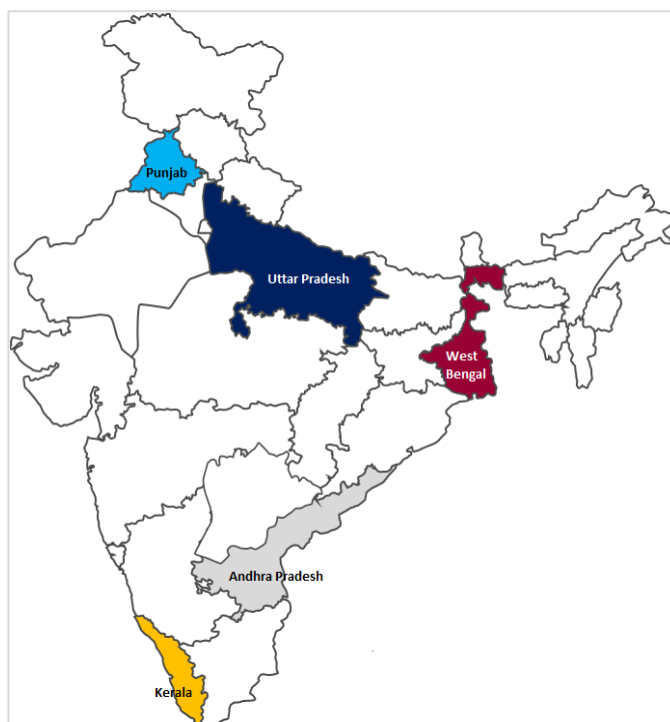 Punjab
Uttar Pradesh
West
Bengal
Andhra Pradesh
Kerala